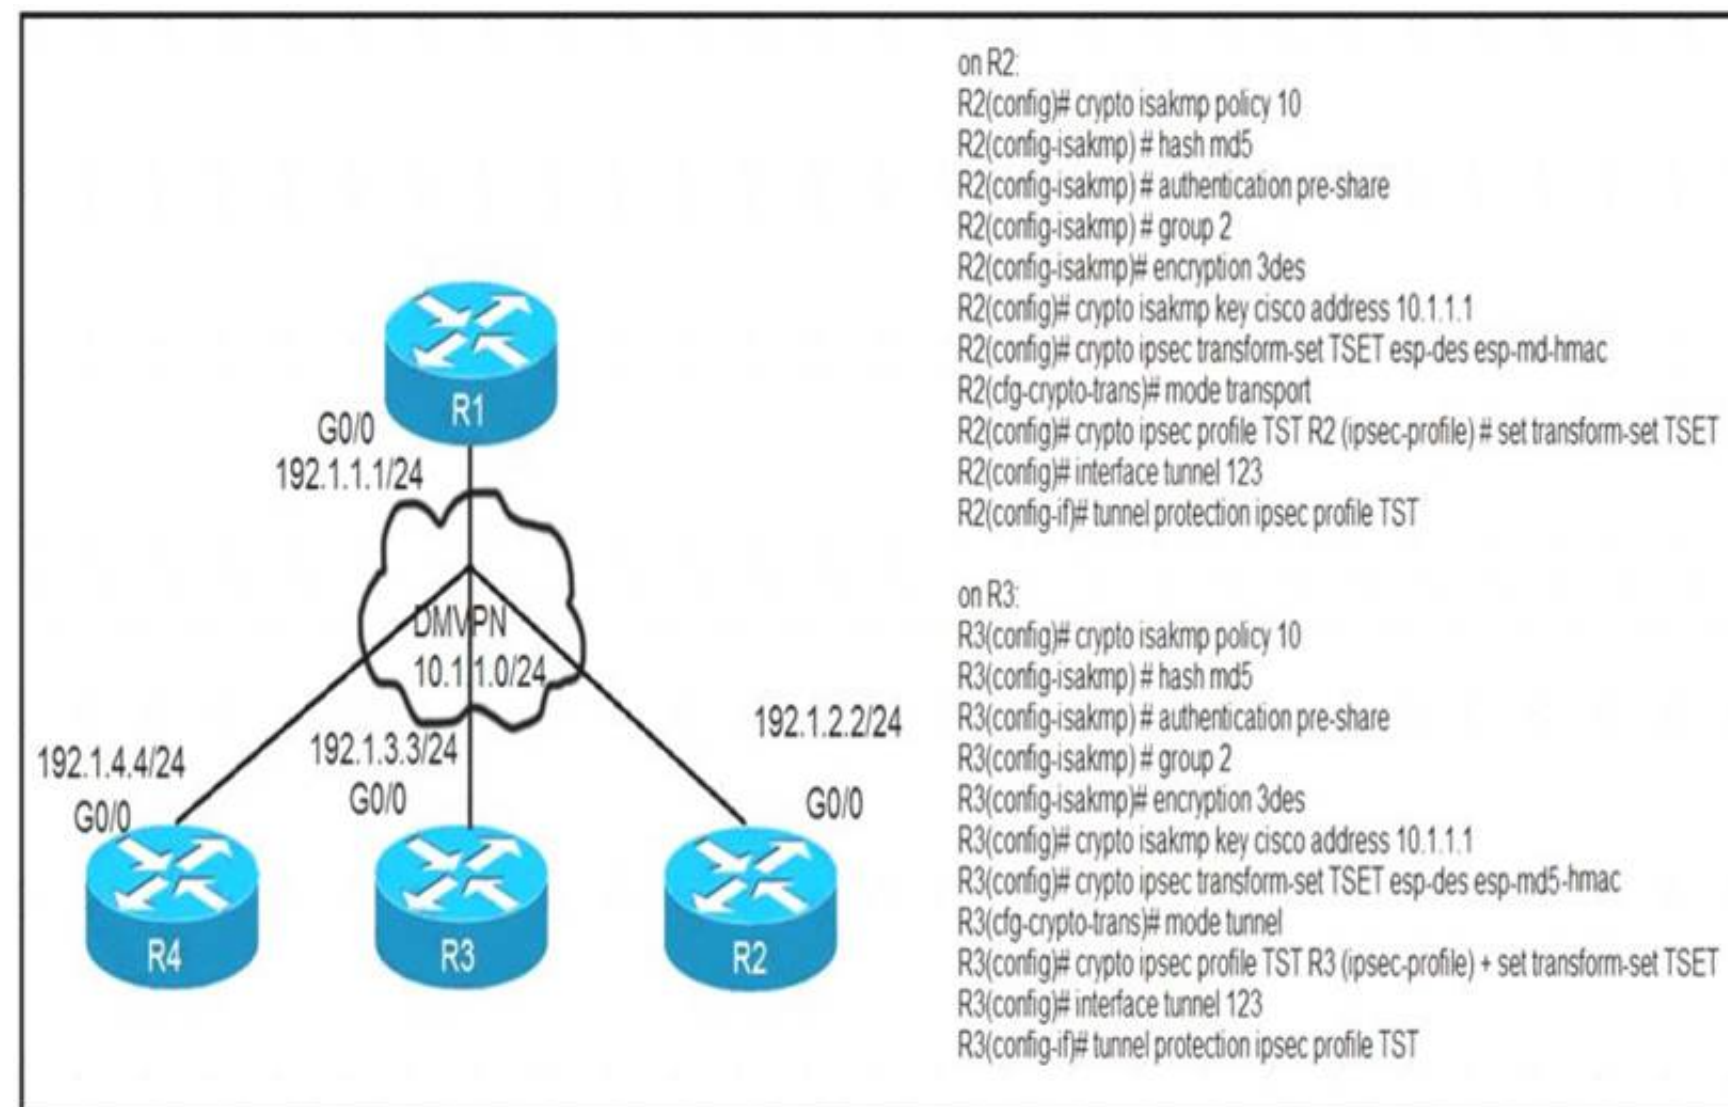 R1
G0/0
192.1.1.1/24
DMVPN
10.1.1.0/24
192.1.4.4/24
G0/0
192.1.3.3/24
G0/0
192.1.2.2/24
G0/0
R4
R3
R2
on R2:
R2(config)# crypto isakmp policy 10
R2(config-isakmp) # hash md5
R2(config-isakmp) # authentication pre-share
R2(config-isakmp) # group 2
R2(config-isakmp)# encryption 3des
R2(config)# crypto isakmp key cisco address 10.1.1.1
R2(config)# crypto ipsec transform-set TSET esp-des esp-md-hmac
R2(cfg-crypto-trans)# mode transport
R2(config)# crypto ipsec profile TST R2 (ipsec-profile) # set transform-set TSET
R2(config)# interface tunnel 123
R2(config-if)# tunnel protection ipsec profile TST
on R3:
R3(config)# crypto isakmp policy 10
R3(config-isakmp) # hash md5
R3(config-isakmp) # authentication pre-share
R3(config-isakmp) # group 2
R3(config-isakmp)# encryption 3des
R3(config)# crypto isakmp key cisco address 10.1.1.1
R3(config)# crypto ipsec transform-set TSET esp-des esp-md5-hmac
R3(cfg-crypto-trans)# mode tunnel
R3(config)# crypto ipsec profile TST R3 (ipsec-profile) + set transform-set TSET
R3(config)# interface tunnel 123
R3(config-if)# tunnel protection ipsec profile TST